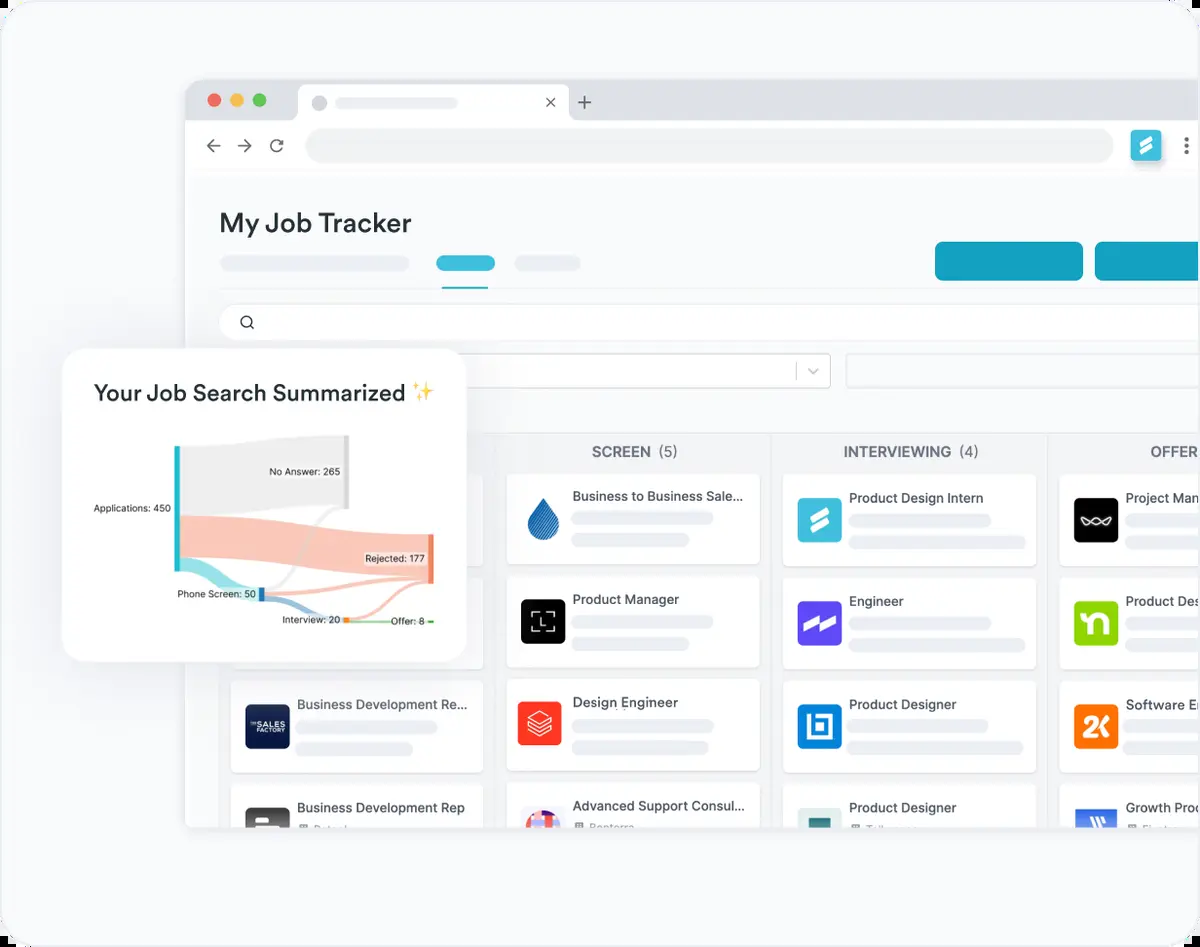 My Job Tracker
Your Job Search Summarized ✨
No Answer: 265
Applications: 450
Rejected: 177
Phone Screen: 50
Interview: 20
Offer: 8
THE SALES FACTORY
Business Development Re...
Business Development Rep
SCREEN (5)
Business to Business Sale...
Product Manager
L
Design Engineer
Advanced Support Consul...
INTERVIEWING (4)
Product Design Intern
Engineer
Product Designer
Product Designer
OFFER
Project Man
Product Des
n
Software E
2K
Growth Proc